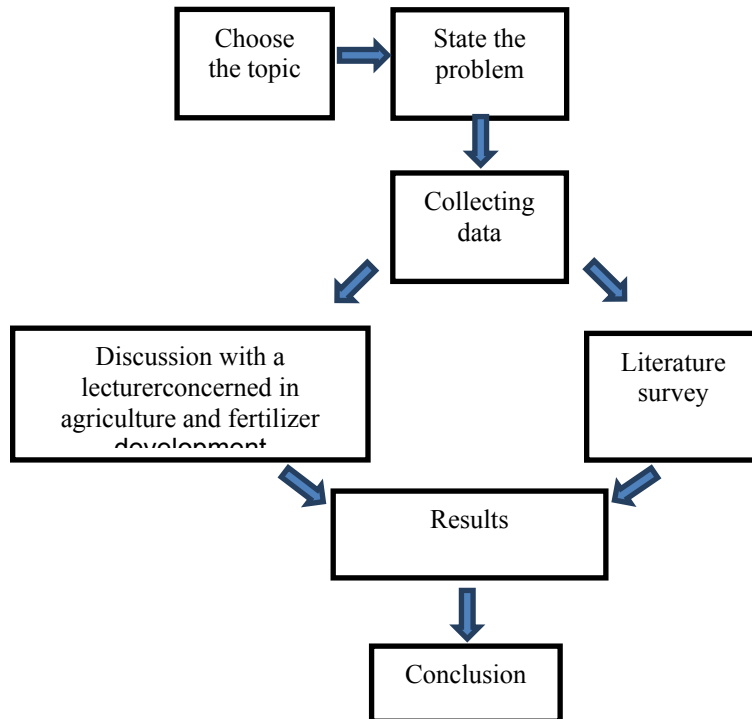 Choose
the topic
State the
problem
Collecting
data
Discussion with a
lecturerconcerned in
agriculture and fertilizer
development
Literature
survey
Results
Conclusion